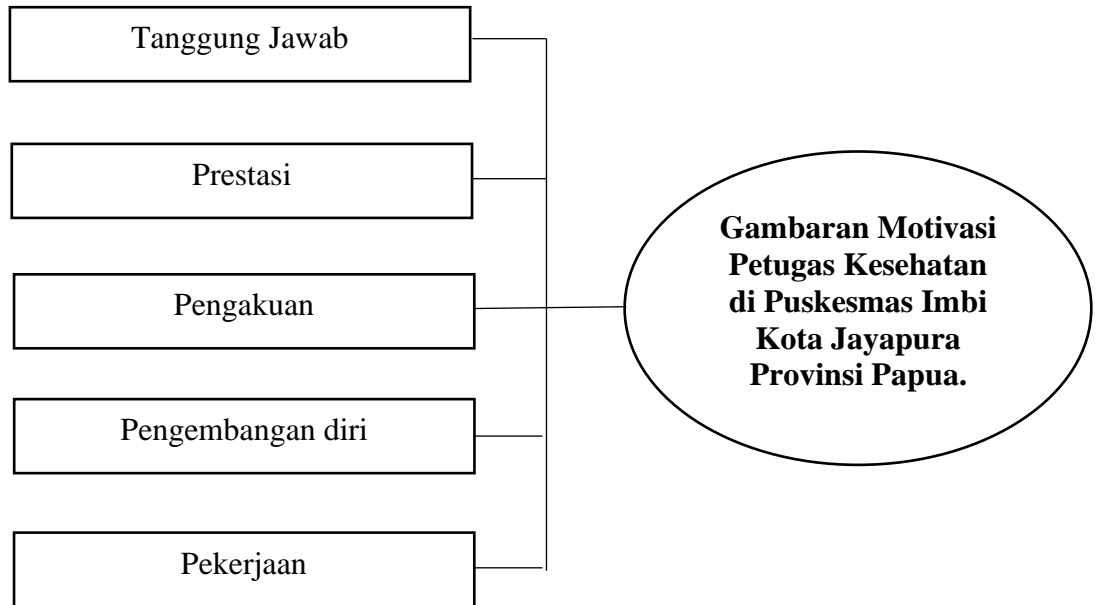 Tanggung Jawab
Prestasi
Pengakuan
Pengembangan diri
Pekerjaan
Gambaran Motivasi
Petugas Kesehatan
di Puskesmas Imbi
Kota Jayapura
Provinsi Papua.